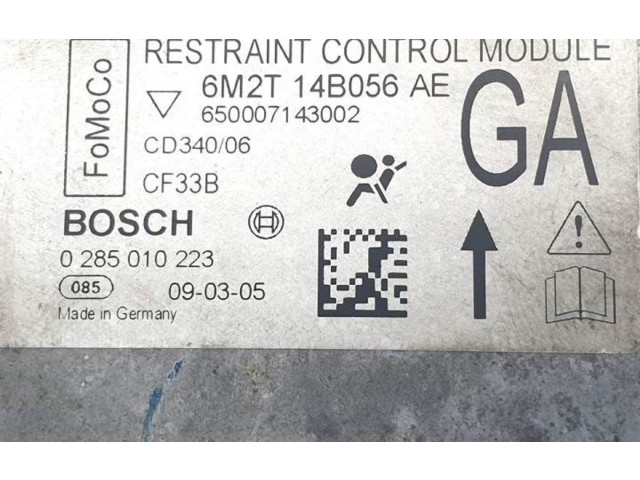 RESTRAINT CONTROL MODULE
FoMoCo
6M2T 14B056 AE
650007143002
GA
CD340/06
CF33B
BOSCH
0 285 010 223
085 09-03-05
Made in Germany